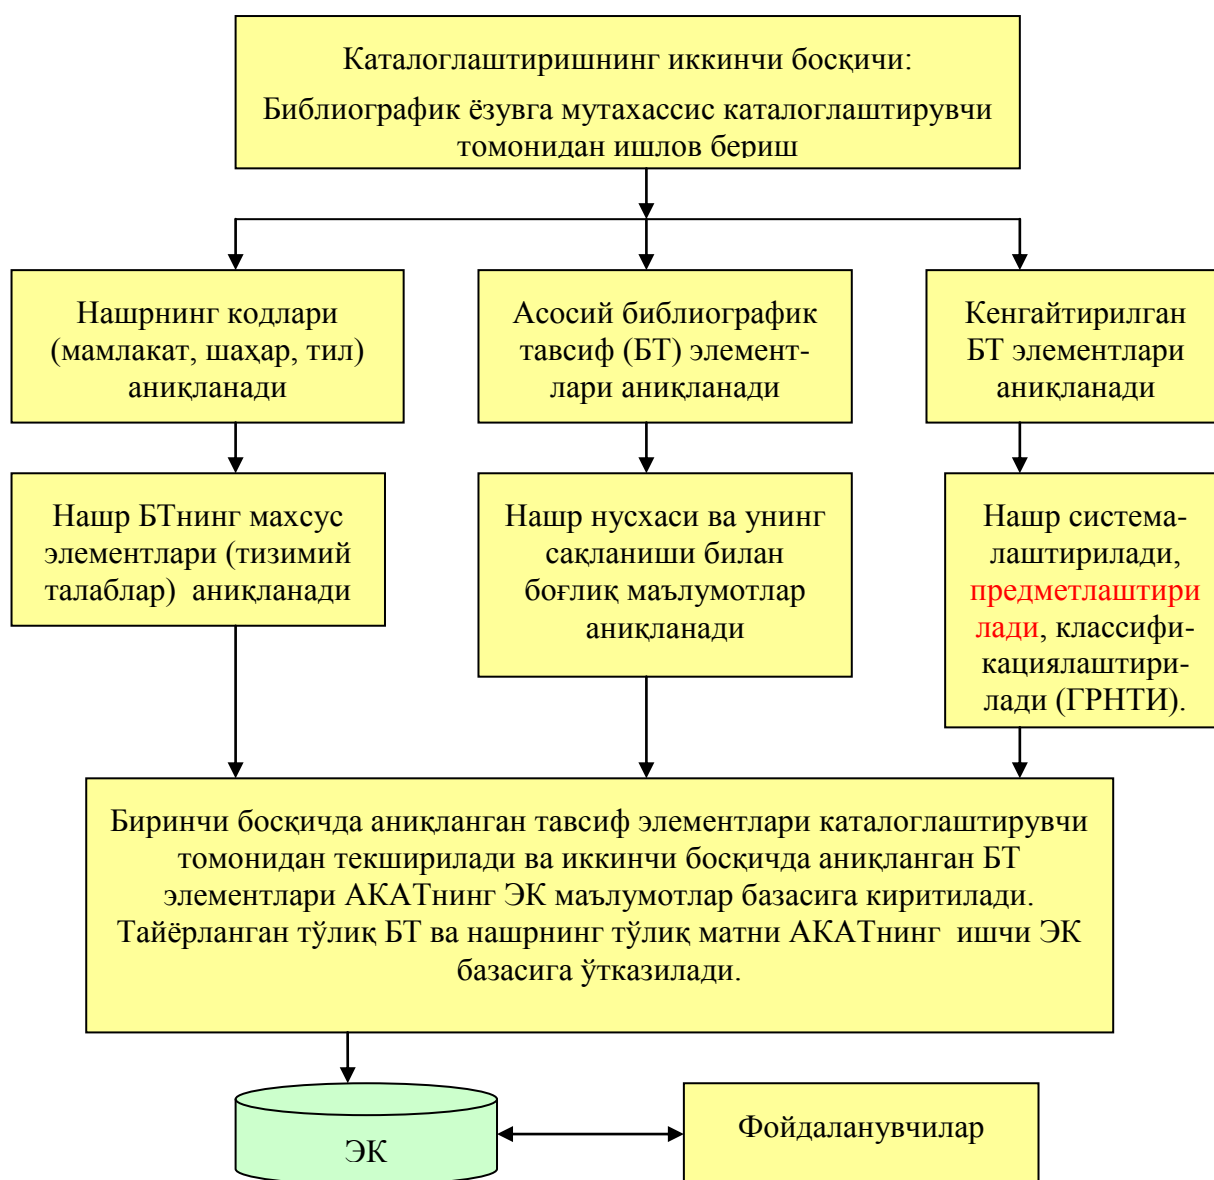 Каталоглаштиришнинг иккинчи босқичи:
Библиографик ёзувга мутахассис каталоглаштирувчи
томонидан ишлов бериш
Нашрнинг кодлари
(мамлакат, шаҳар, тил)
аниқланади
Асосий библиографик
тавсиф (БТ) элемент-
лари аниқланади
Кенгайтирилган
БТ элементлари
аниқланади
Нашр БТнинг махсус
элементлари (тизимий
талаблар) аниқланади
Нашр нусхаси ва унинг
сақланиши билан
боғлиқ маълумотлар
аниқланади
Нашр система-
лаштирилади,
предметлаштири
лади, классифи-
кациялаштири-
лади (ГРНТИ).
Биринчи босқичда аниқланган тавсиф элементлари каталоглаштирувчи
томонидан текширилади ва иккинчи босқичда аниқланган БТ
элементлари АКАТнинг ЭК маълумотлар базасига киритилади.
Тайёрланган тўлиқ БТ ва нашрнинг тўлиқ матни АКАТнинг ишчи ЭК
базасига ўтказилади.
ЭК
Фойдаланувчилар